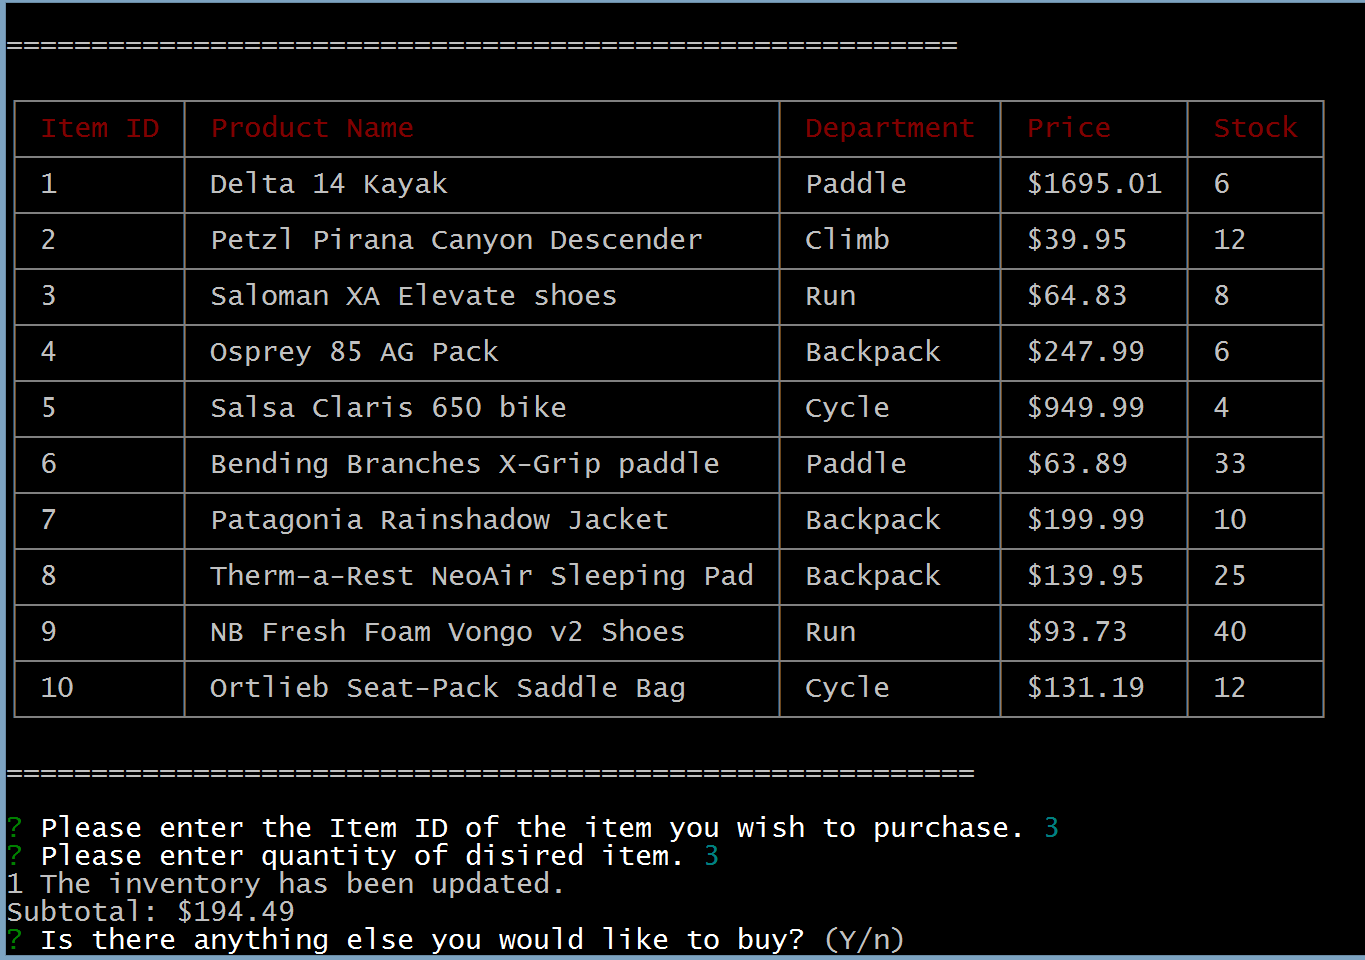 =========================================================
Item ID Product Name Department Price Stock
1 Delta 14 Kayak Paddle $1695.01 6
2 Petzl Pirana Canyon Descender Climb $39.95 12
3 Saloman XA Elevate shoes Run $64.83 8
4 Osprey 85 AG Pack Backpack $247.99 6
5 Salsa Claris 650 bike Cycle $949.99 4
6 Bending Branches X-Grip paddle Paddle $63.89 33
7 Patagonia Rainshadow Jacket Backpack $199.99 10
8 Therm-a-Rest NeoAir Sleeping Pad Backpack $139.95 25
9 NB Fresh Foam Vongo v2 Shoes Run $93.73 40
10 Ortlieb Seat-Pack Saddle Bag Cycle $131.19 12
=========================================================
? Please enter the Item ID of the item you wish to purchase. 3
? Please enter quantity of disired item. 3
1 The inventory has been updated.
Subtotal: $194.49
? Is there anything else you would like to buy? (Y/n)